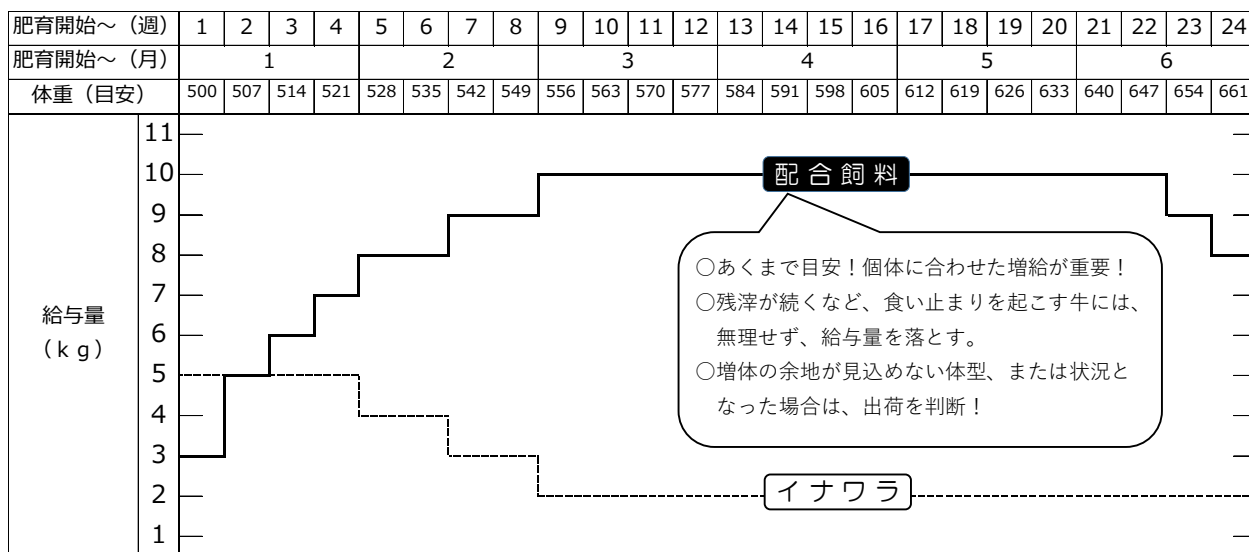 肥育開始～（週） 1 2 3 4 5 6 7 8 9 10 11 12 13 14 15 16 17 18 19 20 21 22 23 24
肥育開始～（月） 1 2 3 4 5 6
体重（目安） 500 507 514 521 528 535 542 549 556 563 570 577 584 591 598 605 612 619 626 633 640 647 654 661
給与量
（ｋｇ）
11
10
9
8
7
6
5
4
3
2
1
配合飼料
○あくまで目安！個体に合わせた増給が重要！
○残滓が続くなど、食い止まりを起こす牛には、
無理せず、給与量を落とす。
○増体の余地が見込めない体型、または状況と
なった場合は、出荷を判断！
イナワラ